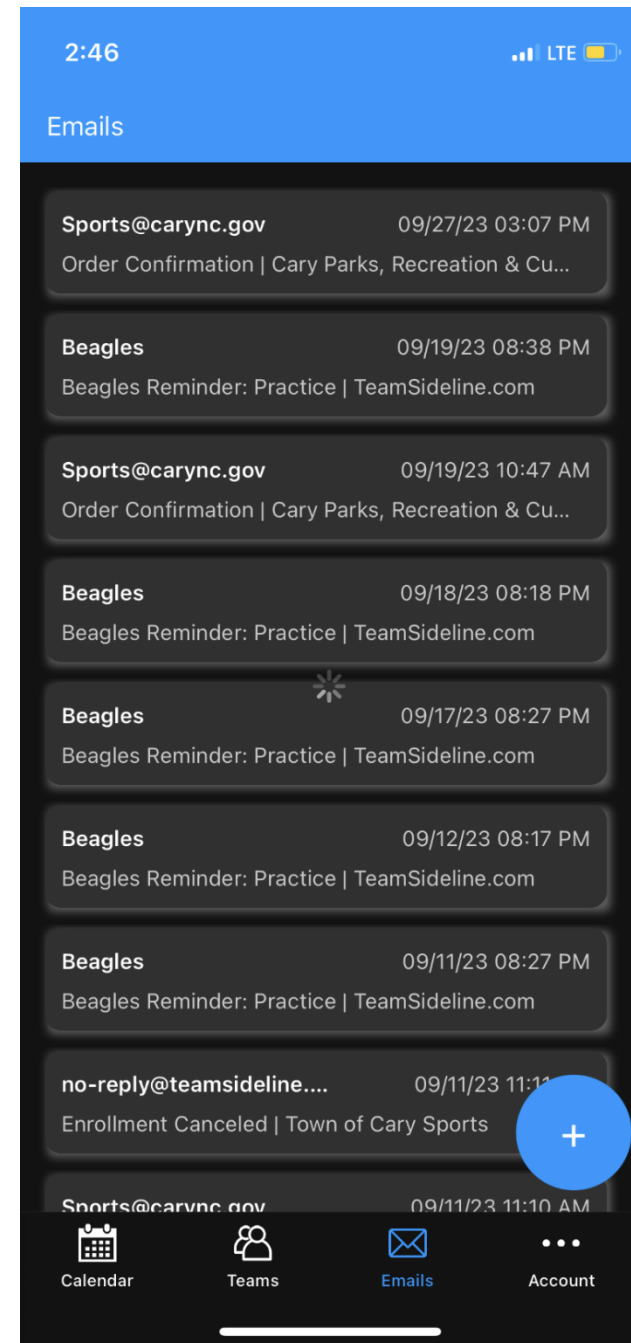 2:46 LTE
Emails
Sports@carync.gov 09/27/23 03:07 PM
Order Confirmation | Cary Parks, Recreation & Cu...
Beagles 09/19/23 08:38 PM
Beagles Reminder: Practice | TeamSideline.com
Sports@carync.gov 09/19/23 10:47 AM
Order Confirmation | Cary Parks, Recreation & Cu...
Beagles 09/18/23 08:18 PM
Beagles Reminder: Practice | TeamSideline.com
Beagles 09/17/23 08:27 PM
Beagles Reminder: Practice | TeamSideline.com
Beagles 09/12/23 08:17 PM
Beagles Reminder: Practice | TeamSideline.com
Beagles 09/11/23 08:27 PM
Beagles Reminder: Practice | TeamSideline.com
no-reply@teamsideline.... 09/11/23
Enrollment Canceled | Town of Cary Sports
+
Sports@carync.gov 09/11/23 11:10 AM
Calendar Teams Emails Account